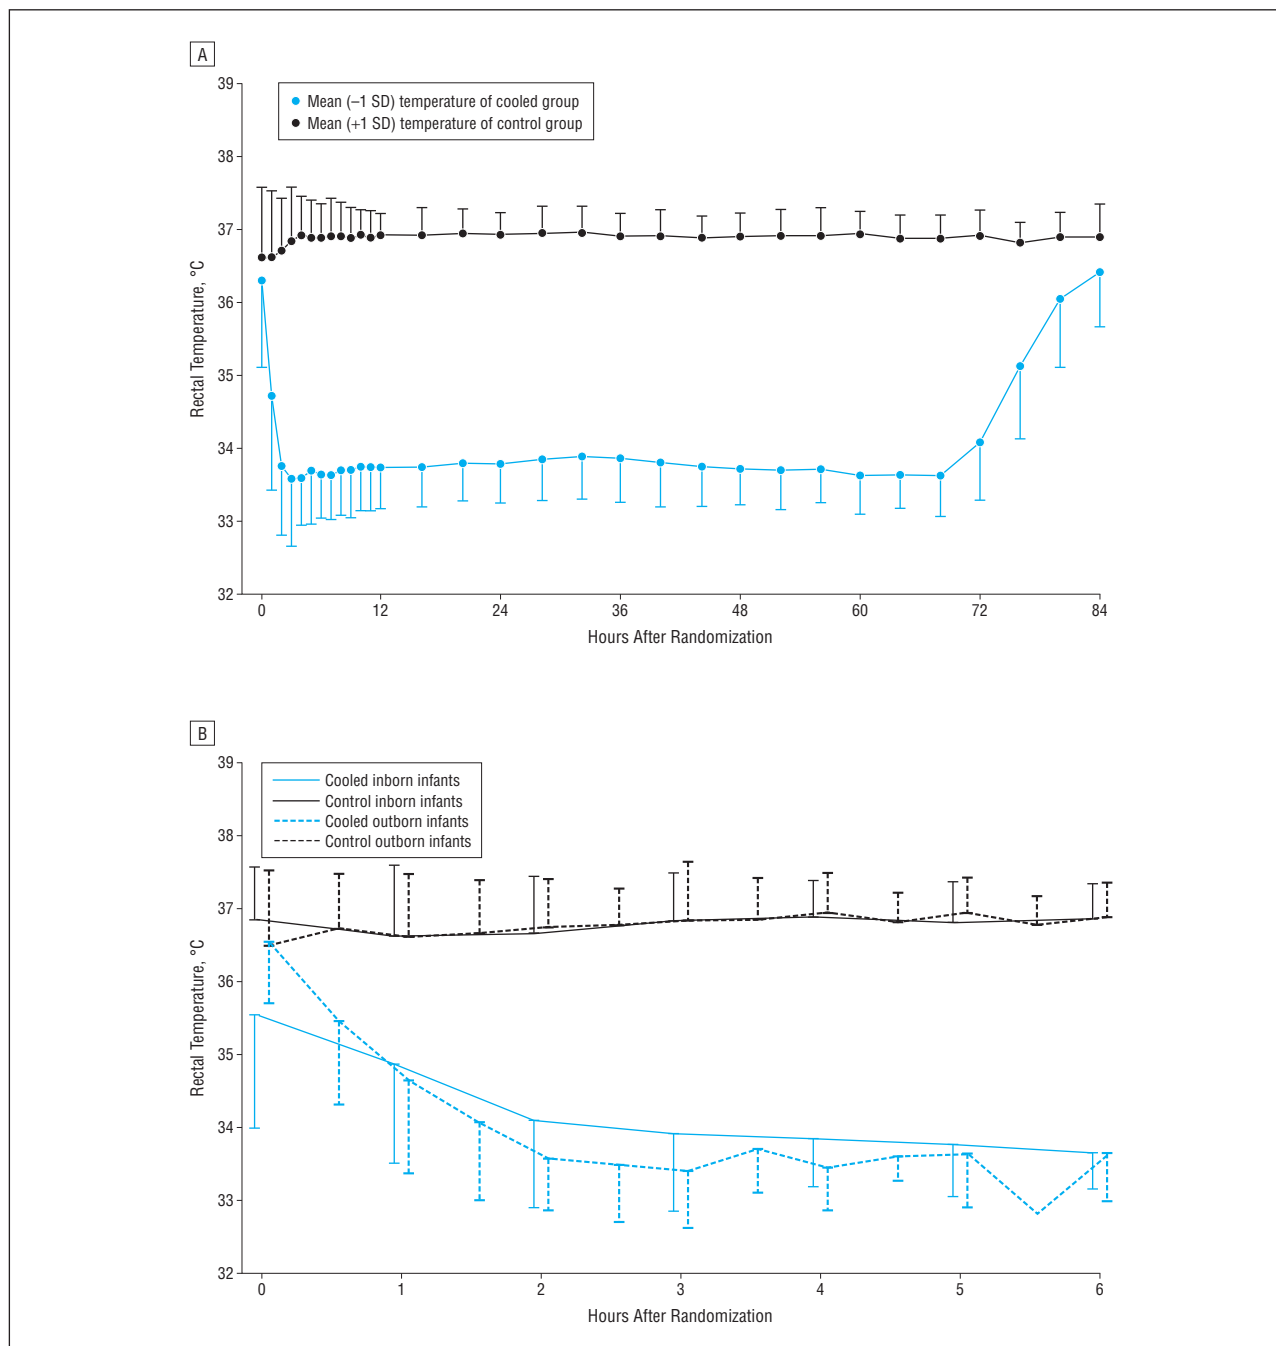 A
39
38
37
36
35
34
33
32
Rectal Temperature, °C
Mean (–1 SD) temperature of cooled group
Mean (+1 SD) temperature of control group
0 12 24 36 48 60 72 84
Hours After Randomization
B
39
38
37
36
35
34
33
32
Rectal Temperature, °C
Cooled inborn infants
Control inborn infants
Cooled outborn infants
Control outborn infants
0 1 2 3 4 5 6
Hours After Randomization